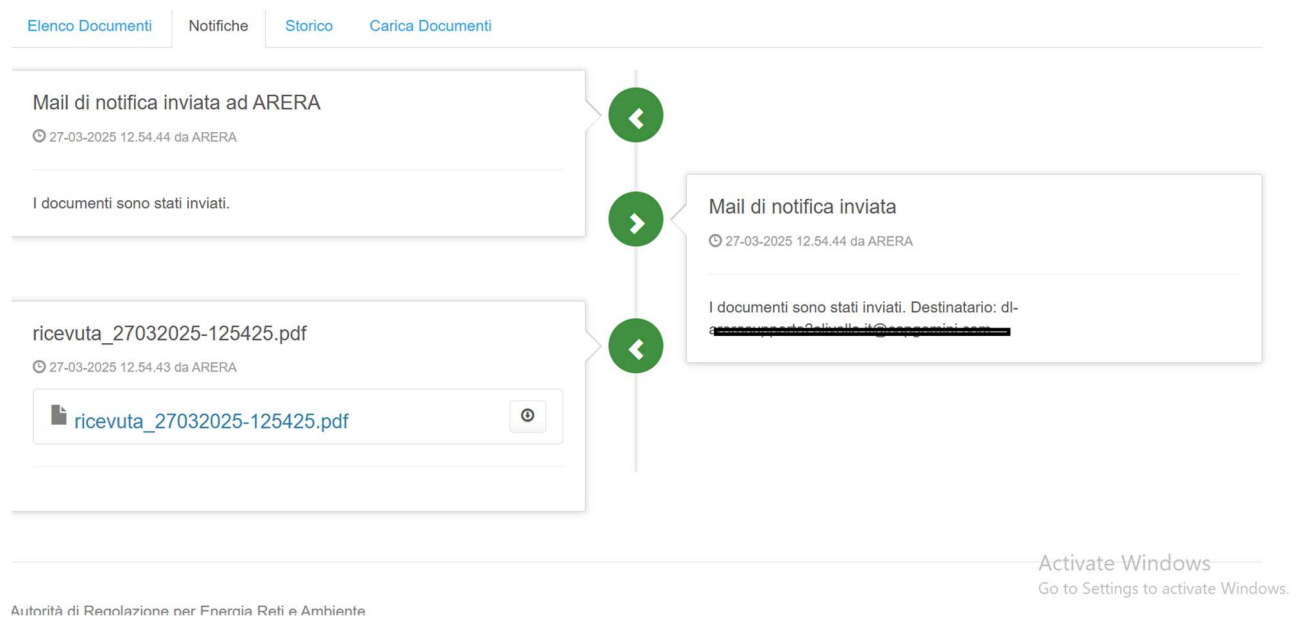 Elenco Documenti Notifiche Storico Carica Documenti
Mail di notifica inviata ad ARERA
27-03-2025 12.54.44 da ARERA
I documenti sono stati inviati.
Mail di notifica inviata
27-03-2025 12.54.44 da ARERA
I documenti sono stati inviati. Destinatario: dl-
ricevuta_27032025-125425.pdf
27-03-2025 12.54.43 da ARERA
ricevuta_27032025-125425.pdf
Activate Windows
Go to Settings to activate Windows.
Autorità di Regolazione per Energia Reti e Ambiente